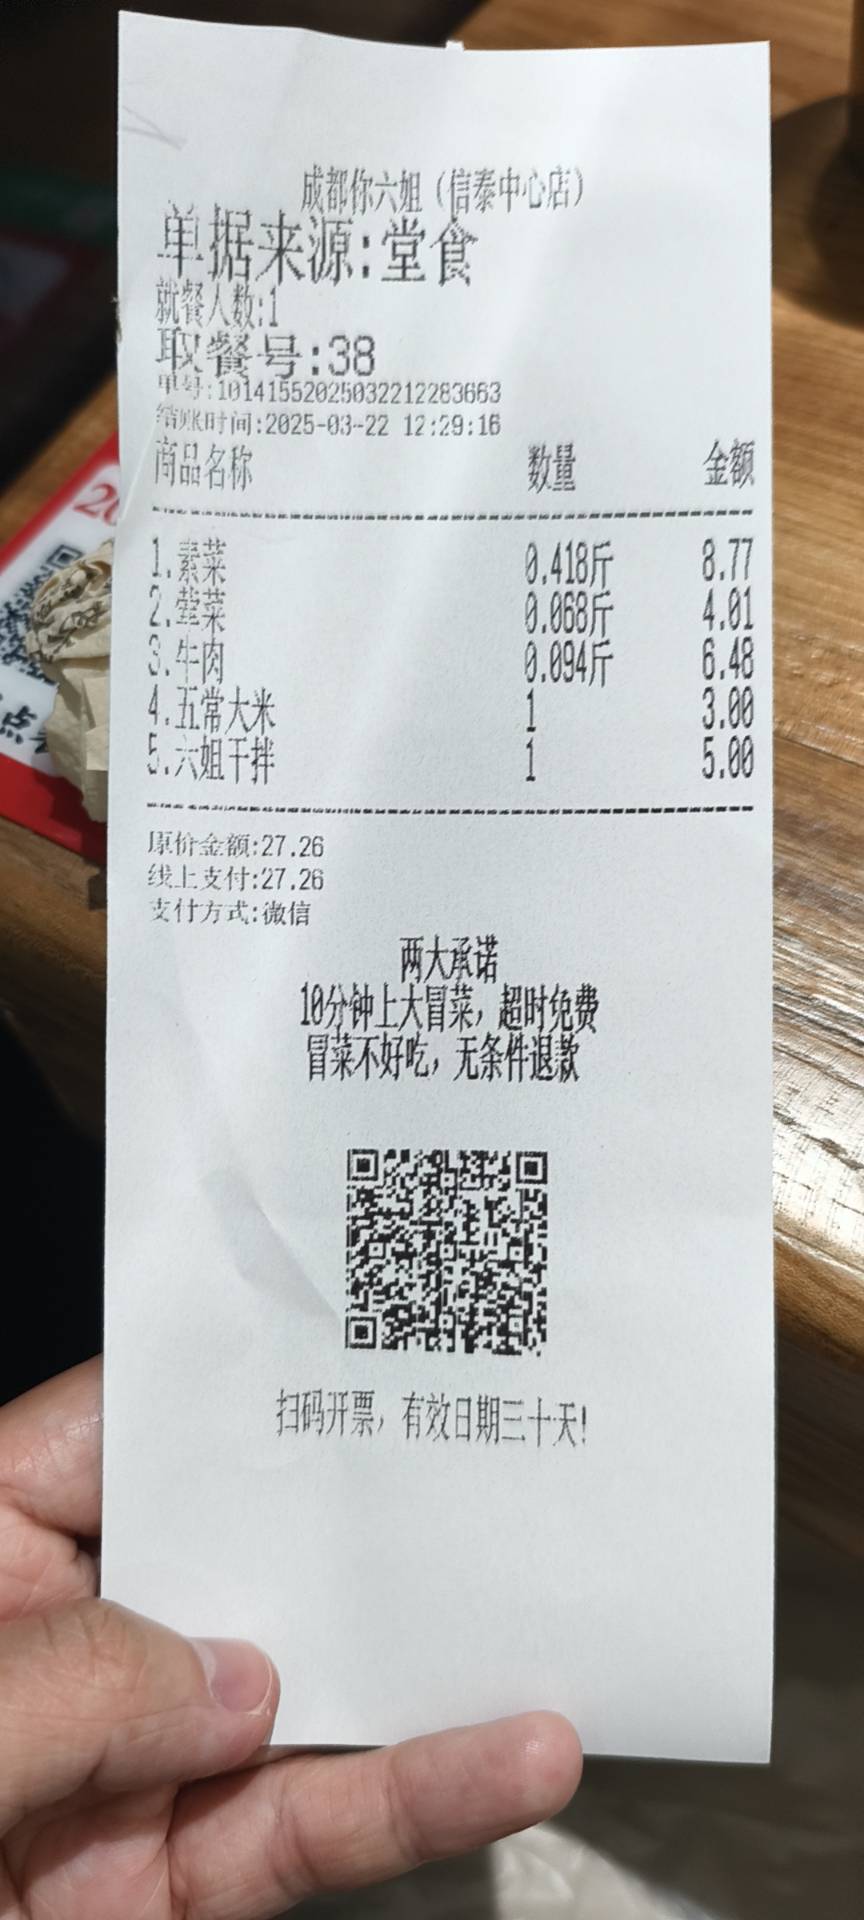 成都你六姐（信泰中心店）
单据来源:堂食
就餐人数:1
取餐号:38
单号:10141552025032212283663
结账时间:2025-03-22 12:29:16
商品名称 数量 金额
1.素菜 0.418斤 8.77
2.荤菜 0.068斤 4.01
3.牛肉 0.094斤 6.48
4.五常大米 1 3.00
5.六姐干拌 1 5.00
原价金额:27.26
线上支付:27.26
支付方式:微信
两大承诺
10分钟上大冒菜，超时免费
冒菜不好吃，无条件退款
扫码开票，有效日期三十天!
点